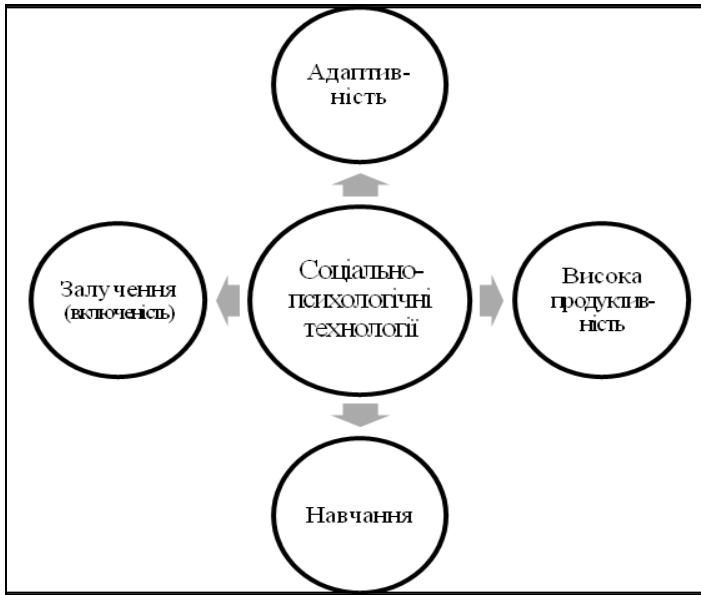 Адаптив-
ність
Залучення
(включеність)
Соціально-
психологічні
технології
Висока
продуктив-
ність
Навчання